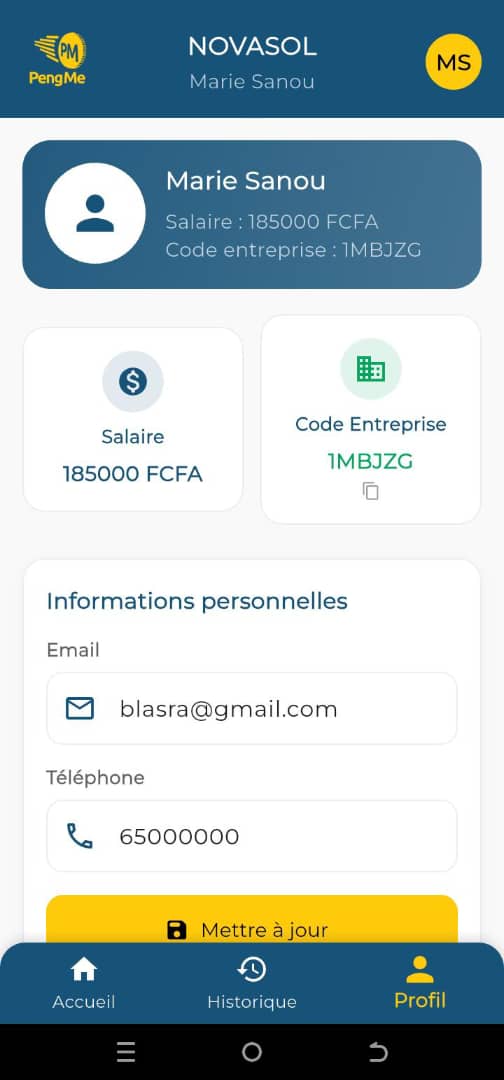 PM
PengMe
NOVASOL
Marie Sanou
MS
Marie Sanou
Salaire : 185000 FCFA
Code entreprise : 1MBJZG
Salaire
185000 FCFA
Code Entreprise
1MBJZG
Informations personnelles
Email
blasra@gmail.com
Téléphone
65000000
Mettre à jour
Accueil
Historique
Profil